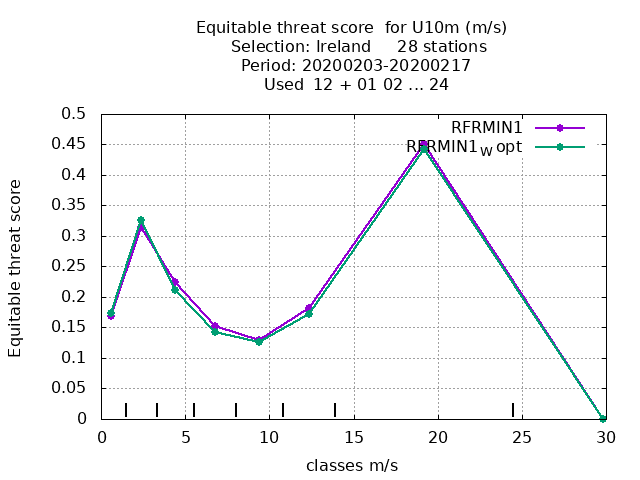 Equitable threat score for U10m (m/s)
Selection: Ireland 28 stations
Period: 20200203-20200217
Used 12 + 01 02 ... 24
RFRMIN1
RFRMIN1W opt
0.5
0.45
0.4
0.35
0.3
0.25
0.2
0.15
0.1
0.05
0
Equitable threat score
0 5 10 15 20 25 30
classes m/s